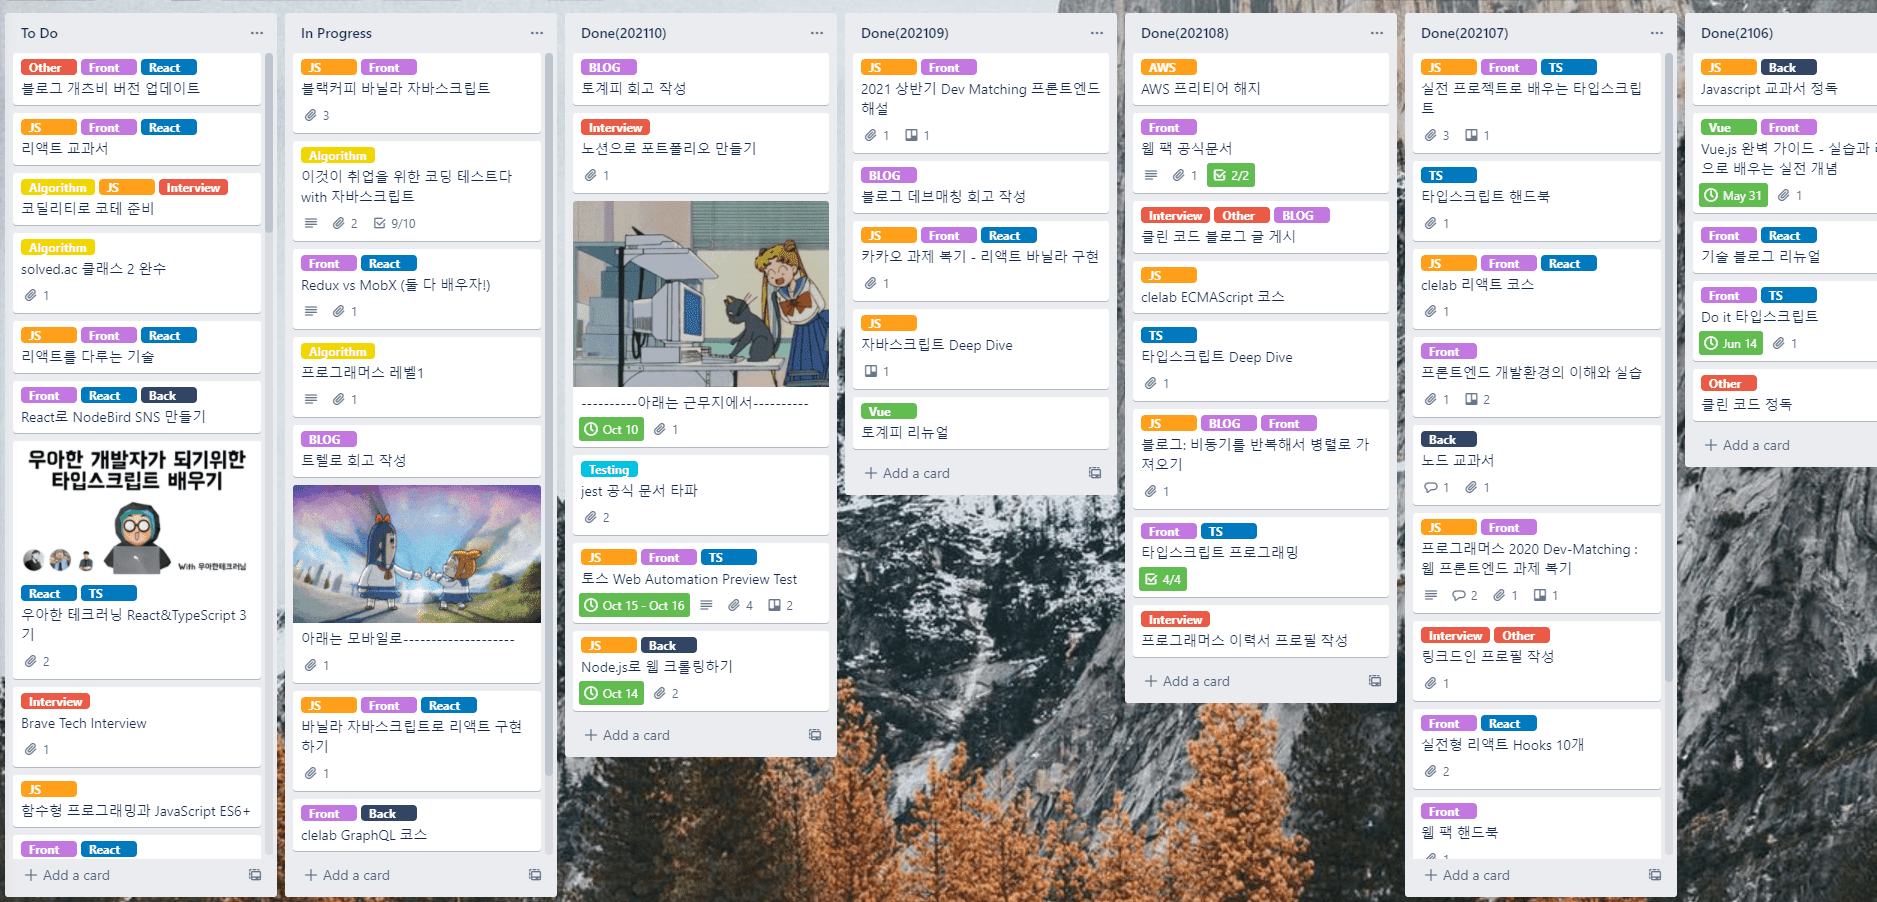 To Do
Other Front React
블로그 개츠비 버전 업데이트
JS Front React
리액트 교과서
Algorithm JS Interview
코딜리티로 코테 준비
Algorithm
solved.ac 클래스 2 완수
1
JS Front React
리액트를 다루는 기술
Front React Back
React로 NodeBird SNS 만들기
우아한 개발자가 되기위한
타입스크립트 배우기
With 우아한테크러닝
React TS
우아한 테크러닝 React&TypeScript 3
기
2
Interview
Brave Tech Interview
1
JS
함수형 프로그래밍과 JavaScript ES6+
Front React
+ Add a card
In Progress
JS Front
블랙커피 바닐라 자바스크립트
3
Algorithm
이것이 취업을 위한 코딩 테스트다
with 자바스크립트
2 9/10
Front React
Redux vs MobX (둘 다 배우자!)
1
Algorithm
프로그래머스 레벨1
1
BLOG
트렐로 회고 작성
아래는 모바일로--------------------
1
JS Front React
바닐라 자바스크립트로 리액트 구현
하기
1
Front Back
clelab GraphQL 코스
+ Add a card
Done(202110)
BLOG
토계피 회고 작성
Interview
노션으로 포트폴리오 만들기
1
----------아래는 근무지에서----------
Oct 10 1
Testing
jest 공식 문서 타파
2
JS Front TS
토스 Web Automation Preview Test
Oct 15 - Oct 16 4 2
JS Back
Node.js로 웹 크롤링하기
Oct 14 2
+ Add a card
Done(202109)
JS Front
2021 상반기 Dev Matching 프론트엔드
해설
1 1
BLOG
블로그 데브매칭 회고 작성
JS Front React
카카오 과제 복기 - 리액트 바닐라 구현
1
JS
자바스크립트 Deep Dive
1
Vue
토계피 리뉴얼
+ Add a card
Done(202108)
AWS
AWS 프리티어 해지
Front
웹 팩 공식문서
1 2/2
Interview Other BLOG
클린 코드 블로그 글 게시
JS
clelab ECMAScript 코스
TS
타입스크립트 Deep Dive
1
JS BLOG Front
블로그: 비동기를 반복해서 병렬로 가
져오기
1
Front TS
타입스크립트 프로그래밍
4/4
Interview
프로그래머스 이력서 프로필 작성
+ Add a card
Done(202107)
JS Front TS
실전 프로젝트로 배우는 타입스크립
트
3 1
TS
타입스크립트 핸드북
1
JS Front React
clelab 리액트 코스
1
Front
프론트엔드 개발환경의 이해와 실습
1 2
Back
노드 교과서
1 1
JS Front
프로그래머스 2020 Dev-Matching :
웹 프론트엔드 과제 복기
2 1 1
Interview Other
링크드인 프로필 작성
1
Front React
실전형 리액트 Hooks 10개
2
Front
웹 팩 핸드북
1
+ Add a card
Done(2106)
JS Back
Javascript 교과서 정독
Vue Front
Vue.js 완벽 가이드 - 실습과
으로 배우는 실전 개념
May 31 1
Front React
기술 블로그 리뉴얼
Front TS
Do it 타입스크립트
Jun 14 1
Other
클린 코드 정독
+ Add a card